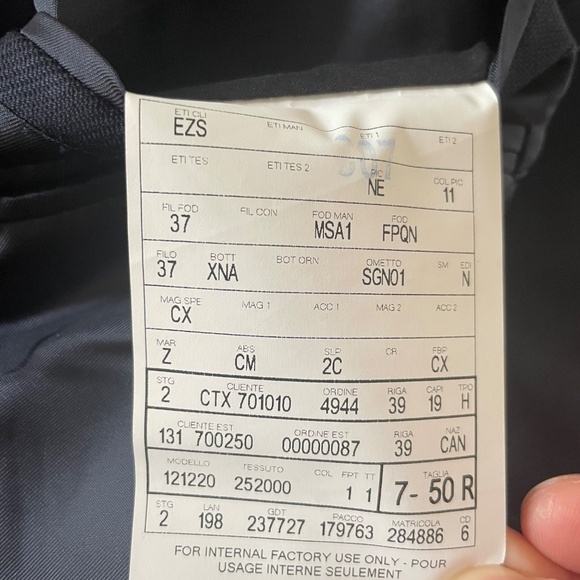 ETI CLI ETI MAN ETI 1 ETI 2
EZS
307
ETI TES ETI TES 2 PIC COL PIC
NE 11
FIL FOD FIL CON FOD MAN FOD
37 MSA1 FPQN
FILO BOTT BOT ORN OMETTO SM EDI
37 XNA SGN01 N
MAG SPE MAG 1 ACC 1 MAG 2 ACC 2
CX
MAR ABS SLP CR FBF
Z CM 2C CX
STG CLIENTE ORDINE RIGA CAPI TPO
2 CTX 701010 4944 39 19 H
CLIENTE EST ORDINE EST RIGA NAZ
131 700250 00000087 39 CAN
MODELLO TESSUTO COL FPT TT TAGLIA
121220 252000 1 1 7- 50 R
STG LAN GDT PACCO MATRICOLA CD
2 198 237727 179763 284886 6
FOR INTERNAL FACTORY USE ONLY - POUR
USAGE INTERNE SEULEMENT